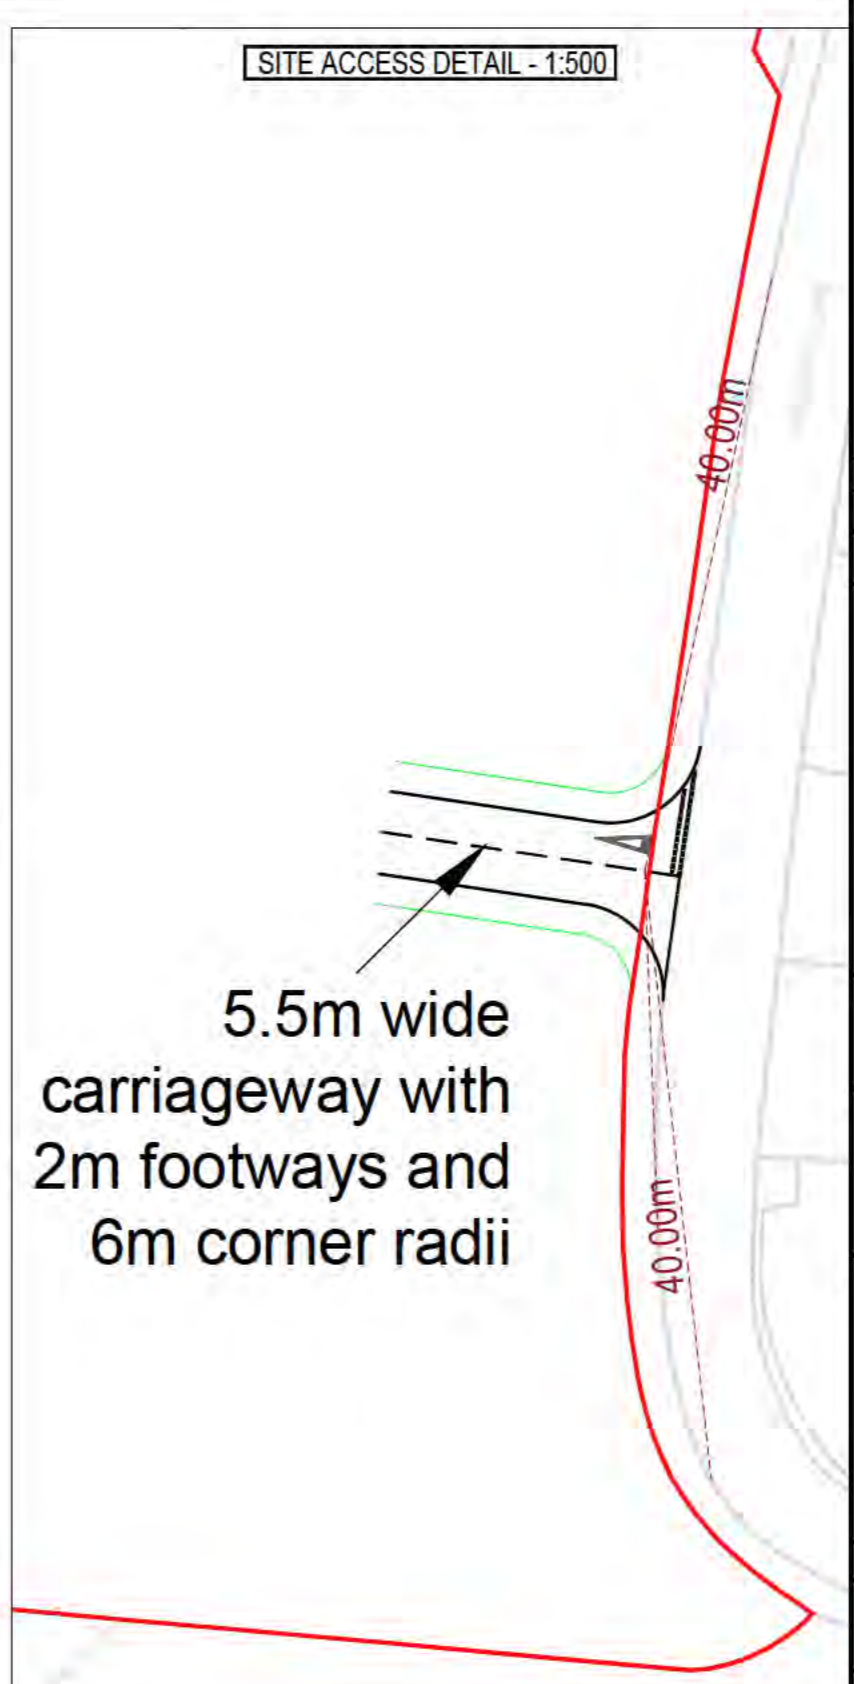 SITE ACCESS DETAIL - 1:500
40.00m
5.5m wide
carriageway with
2m footways and
6m corner radii
40.00m